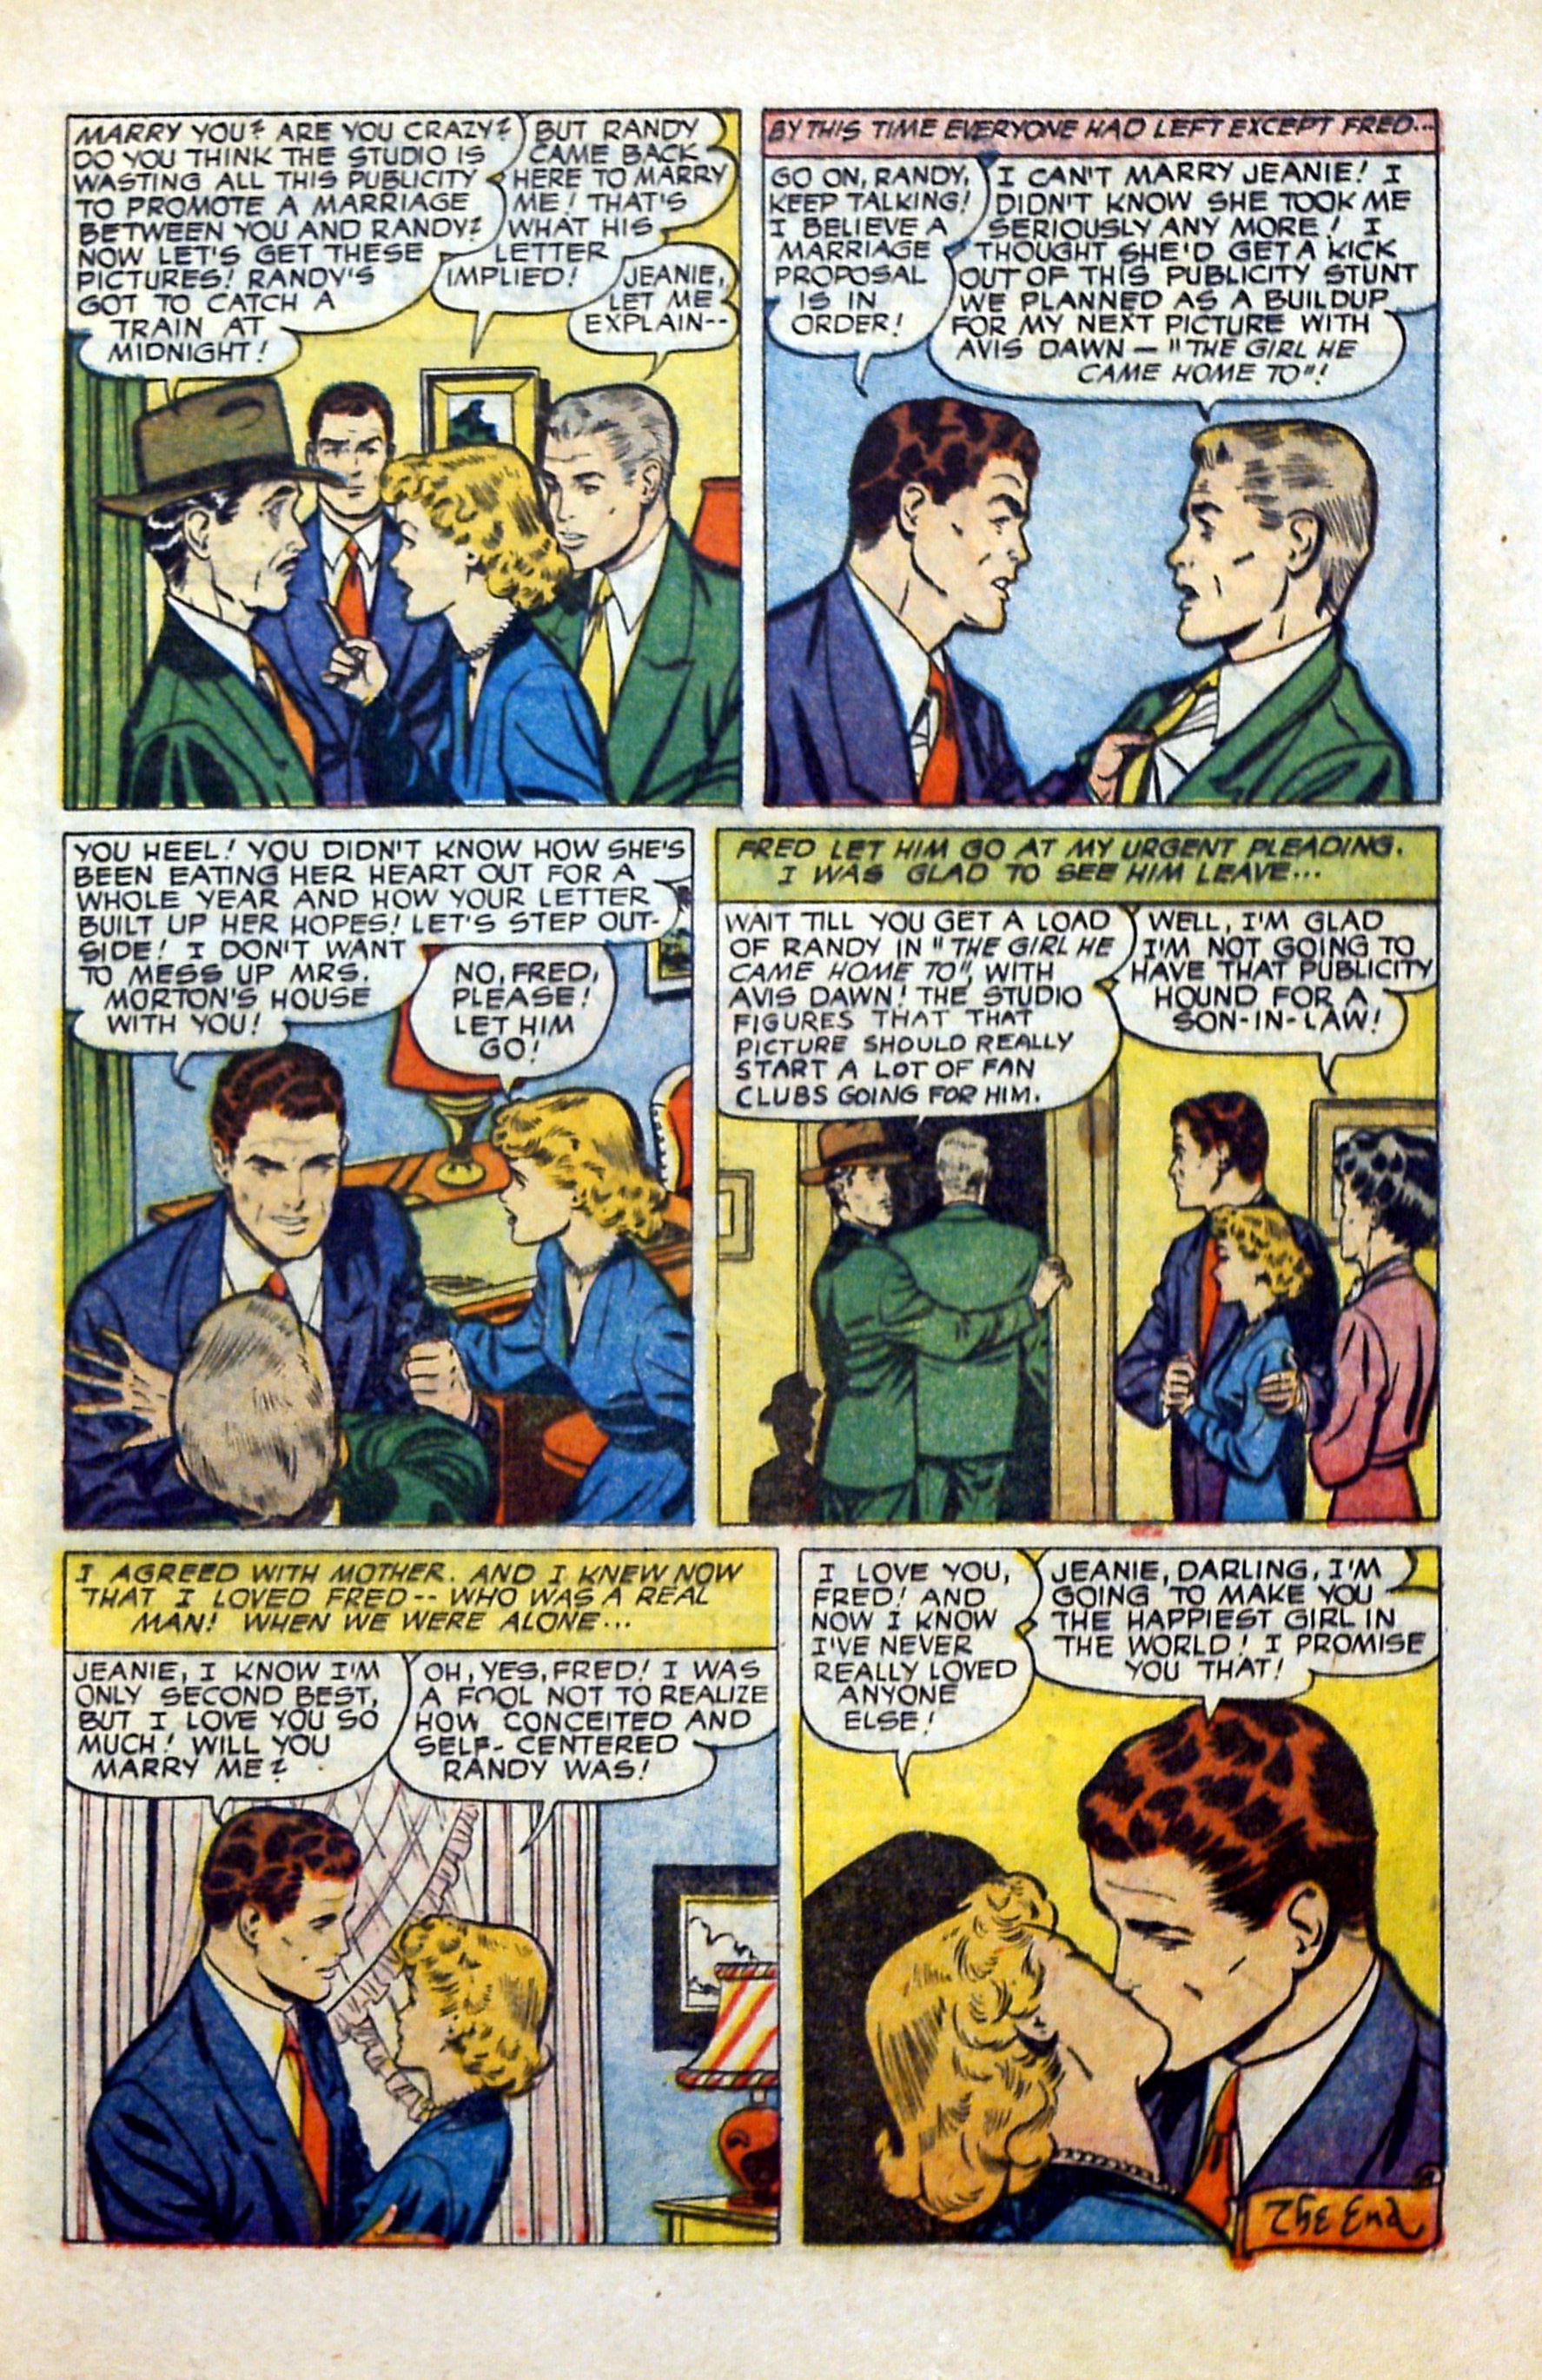 MARRY YOU? ARE YOU CRAZY?
DO YOU THINK THE STUDIO IS
WASTING ALL THIS PUBLICITY
TO PROMOTE A MARRIAGE
BETWEEN YOU AND RANDY?
NOW LET'S GET THESE
PICTURES! RANDY'S
GOT TO CATCH A
TRAIN AT
MIDNIGHT!
BUT RANDY
CAME BACK
HERE TO MARRY
ME! THAT'S
WHAT HIS
LETTER
IMPLIED!
JEANIE,
LET ME
EXPLAIN--
BY THIS TIME EVERYONE HAD LEFT EXCEPT FRED...
GO ON, RANDY,
KEEP TALKING!
I BELIEVE A
MARRIAGE
PROPOSAL
IS IN
ORDER!
I CAN'T MARRY JEANIE! I
DIDN'T KNOW SHE TOOK ME
SERIOUSLY ANY MORE! I
THOUGHT SHE'D GET A KICK
OUT OF THIS PUBLICITY STUNT
WE PLANNED AS A BUILDUP
FOR MY NEXT PICTURE WITH
AVIS DAWN — "THE GIRL HE
CAME HOME TO"!
YOU HEEL! YOU DIDN'T KNOW HOW SHE'S
BEEN EATING HER HEART OUT FOR A
WHOLE YEAR AND HOW YOUR LETTER
BUILT UP HER HOPES! LET'S STEP OUT-
SIDE! I DON'T WANT
TO MESS UP MRS.
MORTON'S HOUSE
WITH YOU!
NO, FRED,
PLEASE!
LET HIM
GO!
FRED LET HIM GO AT MY URGENT PLEADING.
I WAS GLAD TO SEE HIM LEAVE...
WAIT TILL YOU GET A LOAD
OF RANDY IN "THE GIRL HE
CAME HOME TO", WITH
AVIS DAWN! THE STUDIO
FIGURES THAT THAT
PICTURE SHOULD REALLY
START A LOT OF FAN
CLUBS GOING FOR HIM.
WELL, I'M GLAD
I'M NOT GOING TO
HAVE THAT PUBLICITY
HOUND FOR A
SON-IN-LAW!
I AGREED WITH MOTHER. AND I KNEW NOW
THAT I LOVED FRED-- WHO WAS A REAL
MAN! WHEN WE WERE ALONE...
JEANIE, I KNOW I'M
ONLY SECOND BEST,
BUT I LOVE YOU SO
MUCH! WILL YOU
MARRY ME?
OH, YES, FRED! I WAS
A FOOL NOT TO REALIZE
HOW CONCEITED AND
SELF-CENTERED
RANDY WAS!
I LOVE YOU,
FRED! AND
NOW I KNOW
I'VE NEVER
REALLY LOVED
ANYONE
ELSE!
JEANIE, DARLING, I'M
GOING TO MAKE YOU
THE HAPPIEST GIRL IN
THE WORLD! I PROMISE
YOU THAT!
The End